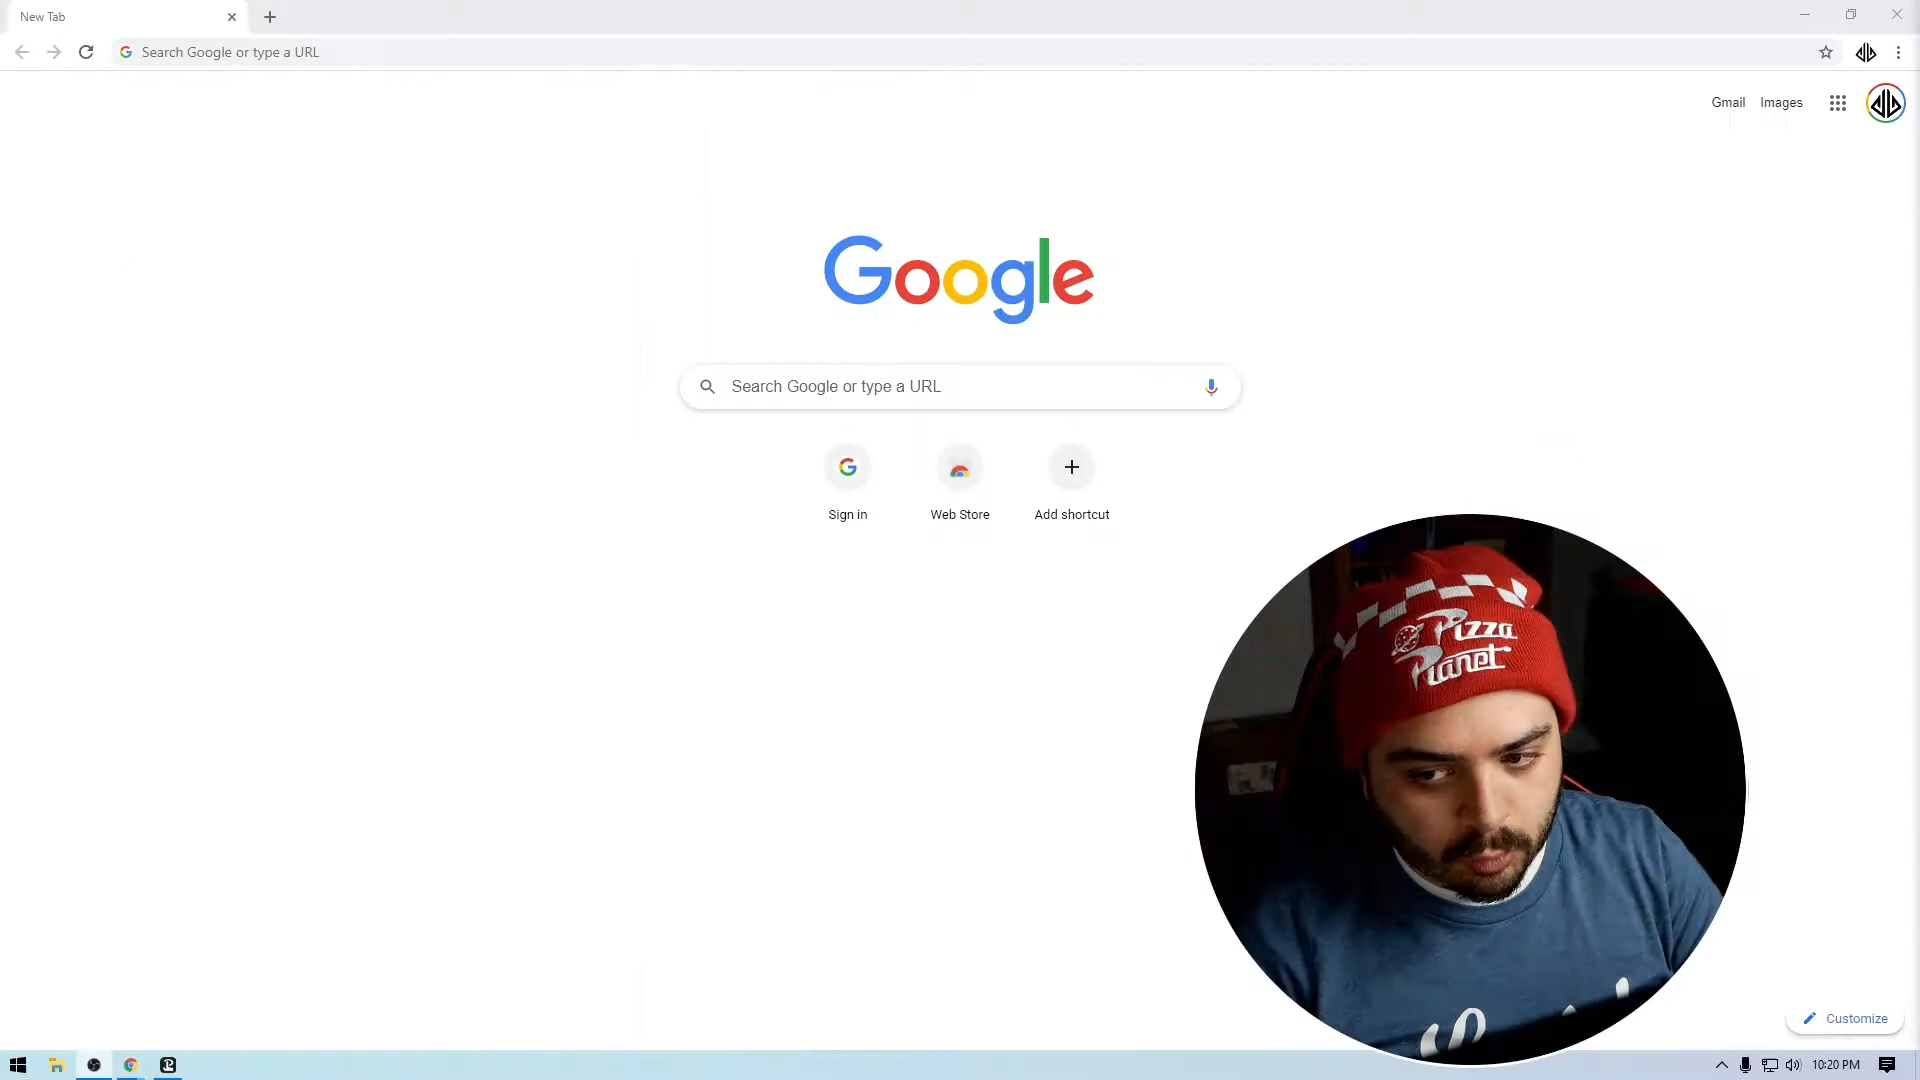 New Tab
Search Google or type a URL
Gmail Images
Google
Search Google or type a URL
Sign in Web Store Add shortcut
Pizza
Planet
Customize
10:20 PM